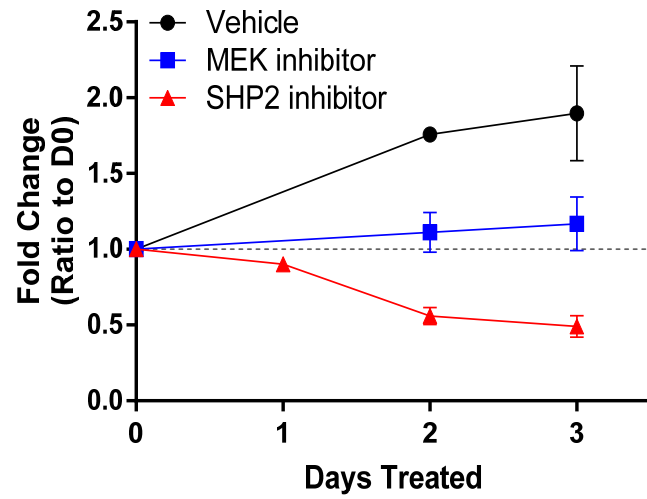 2.5
2.0
1.5
1.0
0.5
0.0
Fold Change
(Ratio to D0)
Vehicle
MEK inhibitor
SHP2 inhibitor
0 1 2 3
Days Treated